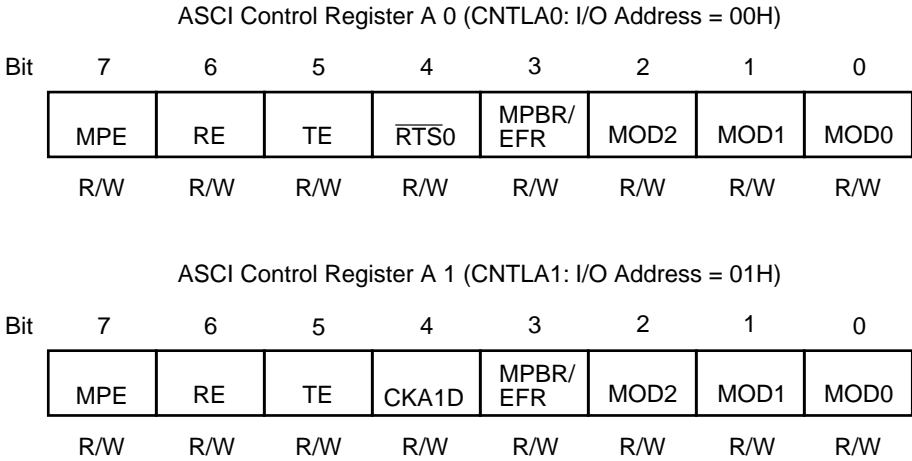 ASCI Control Register A 0 (CNTLA0: I/O Address = 00H)
Bit 7 6 5 4 3 2 1 0
MPE RE TE R̅T̅S̅0 MPBR/ EFR MOD2 MOD1 MOD0
R/W R/W R/W R/W R/W R/W R/W R/W
ASCI Control Register A 1 (CNTLA1: I/O Address = 01H)
Bit 7 6 5 4 3 2 1 0
MPE RE TE CKA1D MPBR/ EFR MOD2 MOD1 MOD0
R/W R/W R/W R/W R/W R/W R/W R/W